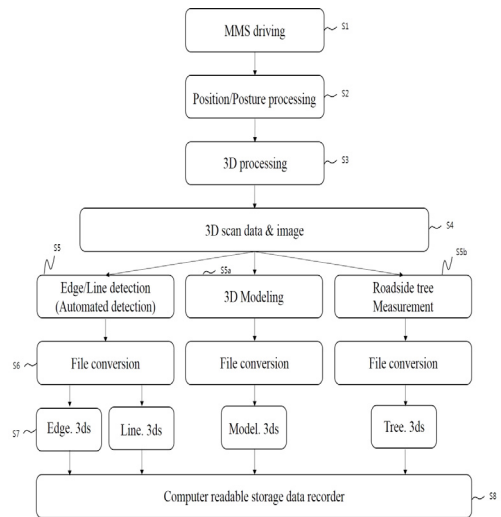 MMS driving
S1
Position/Posture processing
S2
3D processing
S3
3D scan data & image
S4
S5
S5a
S5b
Edge/Line detection
(Automated detection)
3D Modeling
Roadside tree
Measurement
S6
File conversion
File conversion
File conversion
S7
Edge. 3ds
Line. 3ds
Model. 3ds
Tree. 3ds
Computer readable storage data recorder
S8